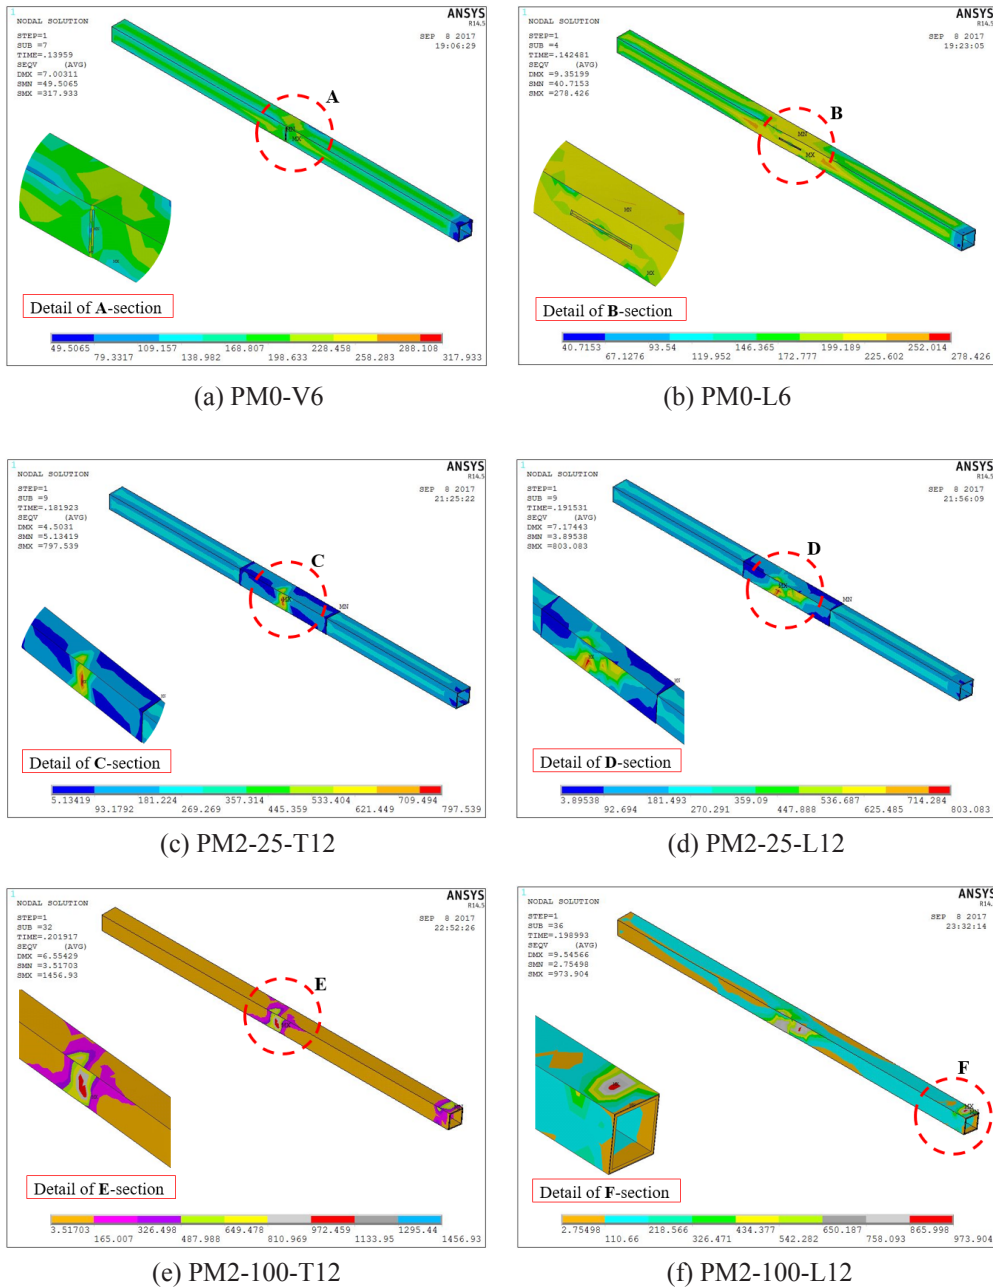 1
NODAL SOLUTION
STEP=1
SUB =7
TIME=.13959
SEQV (AVG)
DMX =7.00311
SMN =49.5065
SMX =317.933
ANSYS
R14.5
SEP 8 2017
19:06:29
A
MX
Detail of A-section
49.5065 109.157 168.807 228.458 288.108
79.3317 138.982 198.633 258.283 317.933
(a) PM0-V6
1
NODAL SOLUTION
STEP=1
SUB =4
TIME=.142481
SEQV (AVG)
DMX =9.35199
SMN =40.7153
SMX =278.426
ANSYS
R14.5
SEP 8 2017
19:23:05
B
MN
MX
MX
Detail of B-section
40.7153 93.54 146.365 199.189 252.014
67.1276 119.952 172.777 225.602 278.426
(b) PM0-L6
1
NODAL SOLUTION
STEP=1
SUB =9
TIME=.181923
SEQV (AVG)
DMX =4.5031
SMN =5.13419
SMX =797.539
ANSYS
R14.5
SEP 8 2017
21:25:22
C
MX
MN
Detail of C-section
5.13419 181.224 357.314 533.404 709.494
93.1792 269.269 445.359 621.449 797.539
(c) PM2-25-T12
1
NODAL SOLUTION
STEP=1
SUB =9
TIME=.191531
SEQV (AVG)
DMX =7.17443
SMN =3.89538
SMX =803.083
ANSYS
R14.5
SEP 8 2017
21:56:09
D
MN
Detail of D-section
3.89538 181.493 359.09 536.687 714.284
92.694 270.291 447.888 625.485 803.083
(d) PM2-25-L12
1
NODAL SOLUTION
STEP=1
SUB =32
TIME=.201917
SEQV (AVG)
DMX =6.55429
SMN =3.51703
SMX =1456.93
ANSYS
R14.5
SEP 8 2017
22:52:26
E
Detail of E-section
3.51703 326.498 649.478 972.459 1295.44
165.007 487.988 810.969 1133.95 1456.93
(e) PM2-100-T12
1
NODAL SOLUTION
STEP=1
SUB =36
TIME=.198993
SEQV (AVG)
DMX =9.54566
SMN =2.75498
SMX =973.904
ANSYS
R14.5
SEP 8 2017
23:32:14
F
MX
Detail of F-section
2.75498 218.566 434.377 650.187 865.998
110.66 326.471 542.282 758.093 973.904
(f) PM2-100-L12